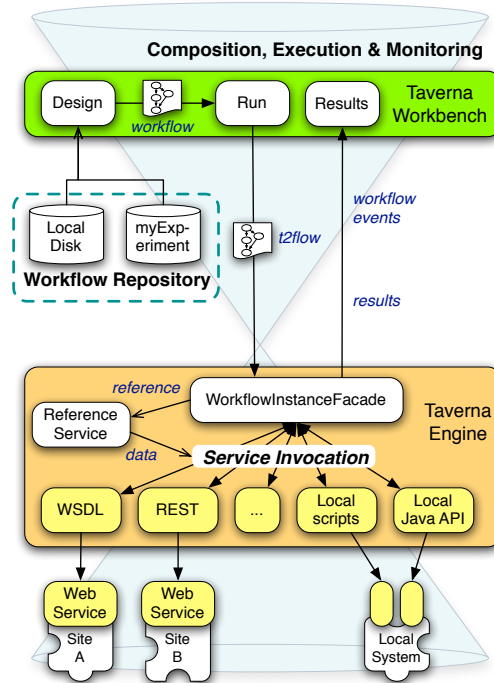 Composition, Execution & Monitoring
Design
workflow
Run
Results
Taverna
Workbench
Local
Disk
myExp-
eriment
Workflow Repository
t2flow
workflow
events
results
reference
WorkflowInstanceFacade
Taverna
Engine
Reference
Service
data
Service Invocation
WSDL
REST
...
Local
scripts
Local
Java API
Web
Service
Site
A
Web
Service
Site
B
Local
System